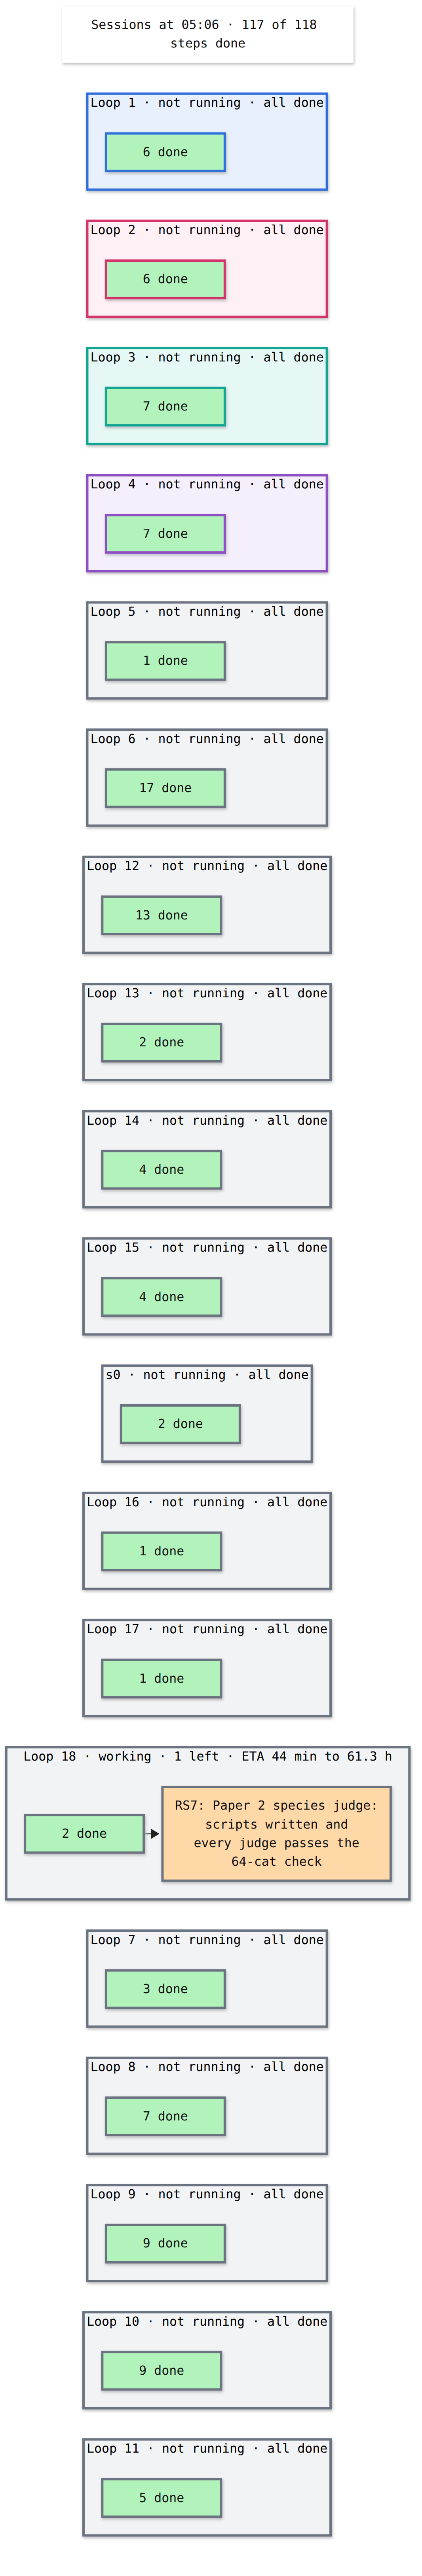 Sessions at 05:06 · 117 of 118
steps done
Loop 1 · not running · all done
6 done
Loop 2 · not running · all done
6 done
Loop 3 · not running · all done
7 done
Loop 4 · not running · all done
7 done
Loop 5 · not running · all done
1 done
Loop 6 · not running · all done
17 done
Loop 12 · not running · all done
13 done
Loop 13 · not running · all done
2 done
Loop 14 · not running · all done
4 done
Loop 15 · not running · all done
4 done
s0 · not running · all done
2 done
Loop 16 · not running · all done
1 done
Loop 17 · not running · all done
1 done
Loop 18 · working · 1 left · ETA 44 min to 61.3 h
2 done
RS7: Paper 2 species judge:
scripts written and
every judge passes the
64-cat check
Loop 7 · not running · all done
3 done
Loop 8 · not running · all done
7 done
Loop 9 · not running · all done
9 done
Loop 10 · not running · all done
9 done
Loop 11 · not running · all done
5 done